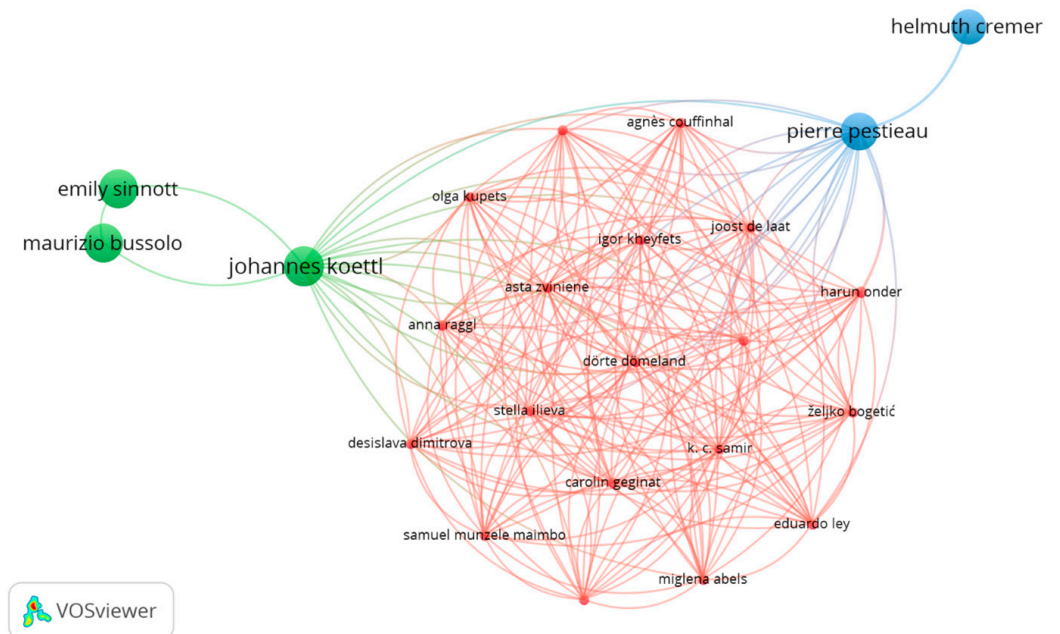 helmuth cremer
agnès couffinhal
pierre pestieau
emily sinnott
olga kupets
joost de laat
maurizio bussolo
igor kheyfets
johannes koettl
asta zviniene
harun onder
anna raggl
dörte dömeland
stella ilieva
željko bogetić
desislava dimitrova
k. c. samir
carolin geginat
eduardo ley
samuel munzele maimbo
miglena abels
VOSviewer